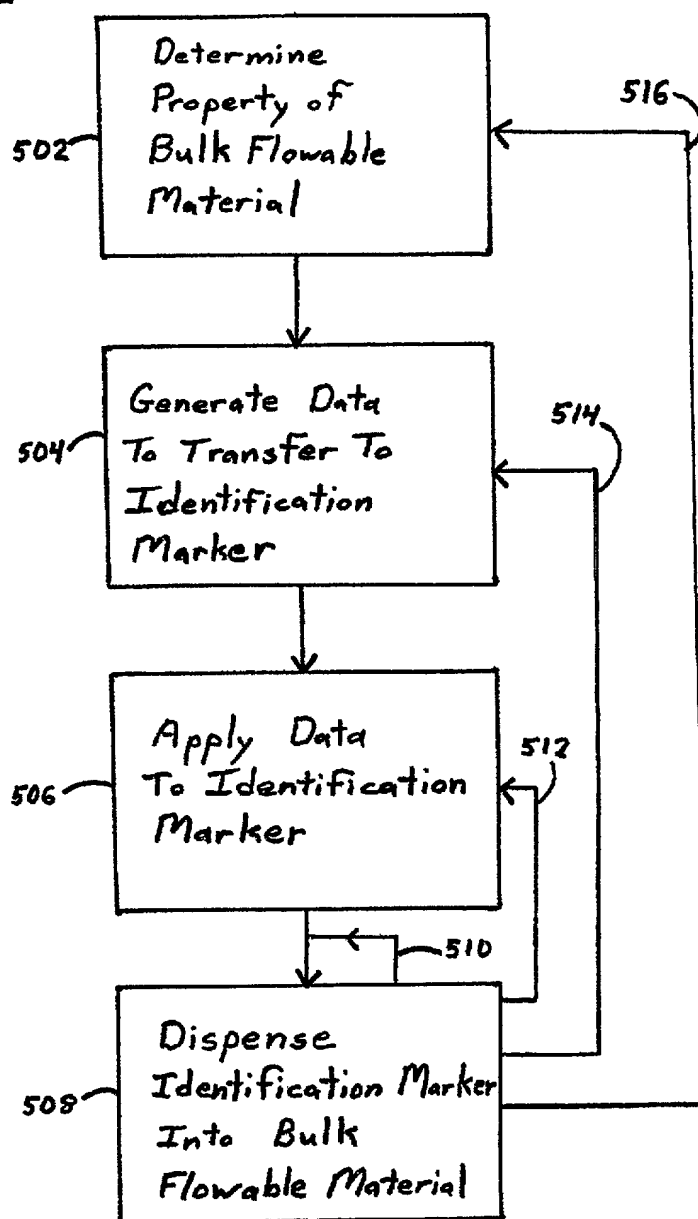 Determine
Property of
Bulk Flowable
Material
502
516
Generate Data
To Transfer To
Identification
Marker
504
514
Apply Data
To Identification
Marker
506
512
510
Dispense
Identification Marker
Into Bulk
Flowable Material
508